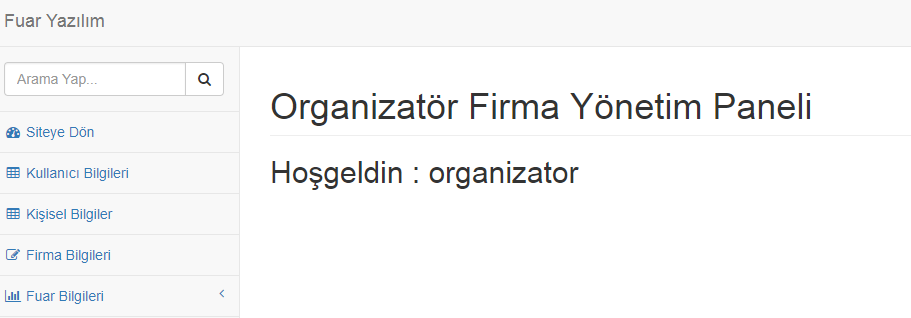 Fuar Yazılım
Arama Yap...
Organizatör Firma Yönetim Paneli
Siteye Dön
Hoşgeldin : organizator
Kullanıcı Bilgileri
Kişisel Bilgiler
Firma Bilgileri
Fuar Bilgileri